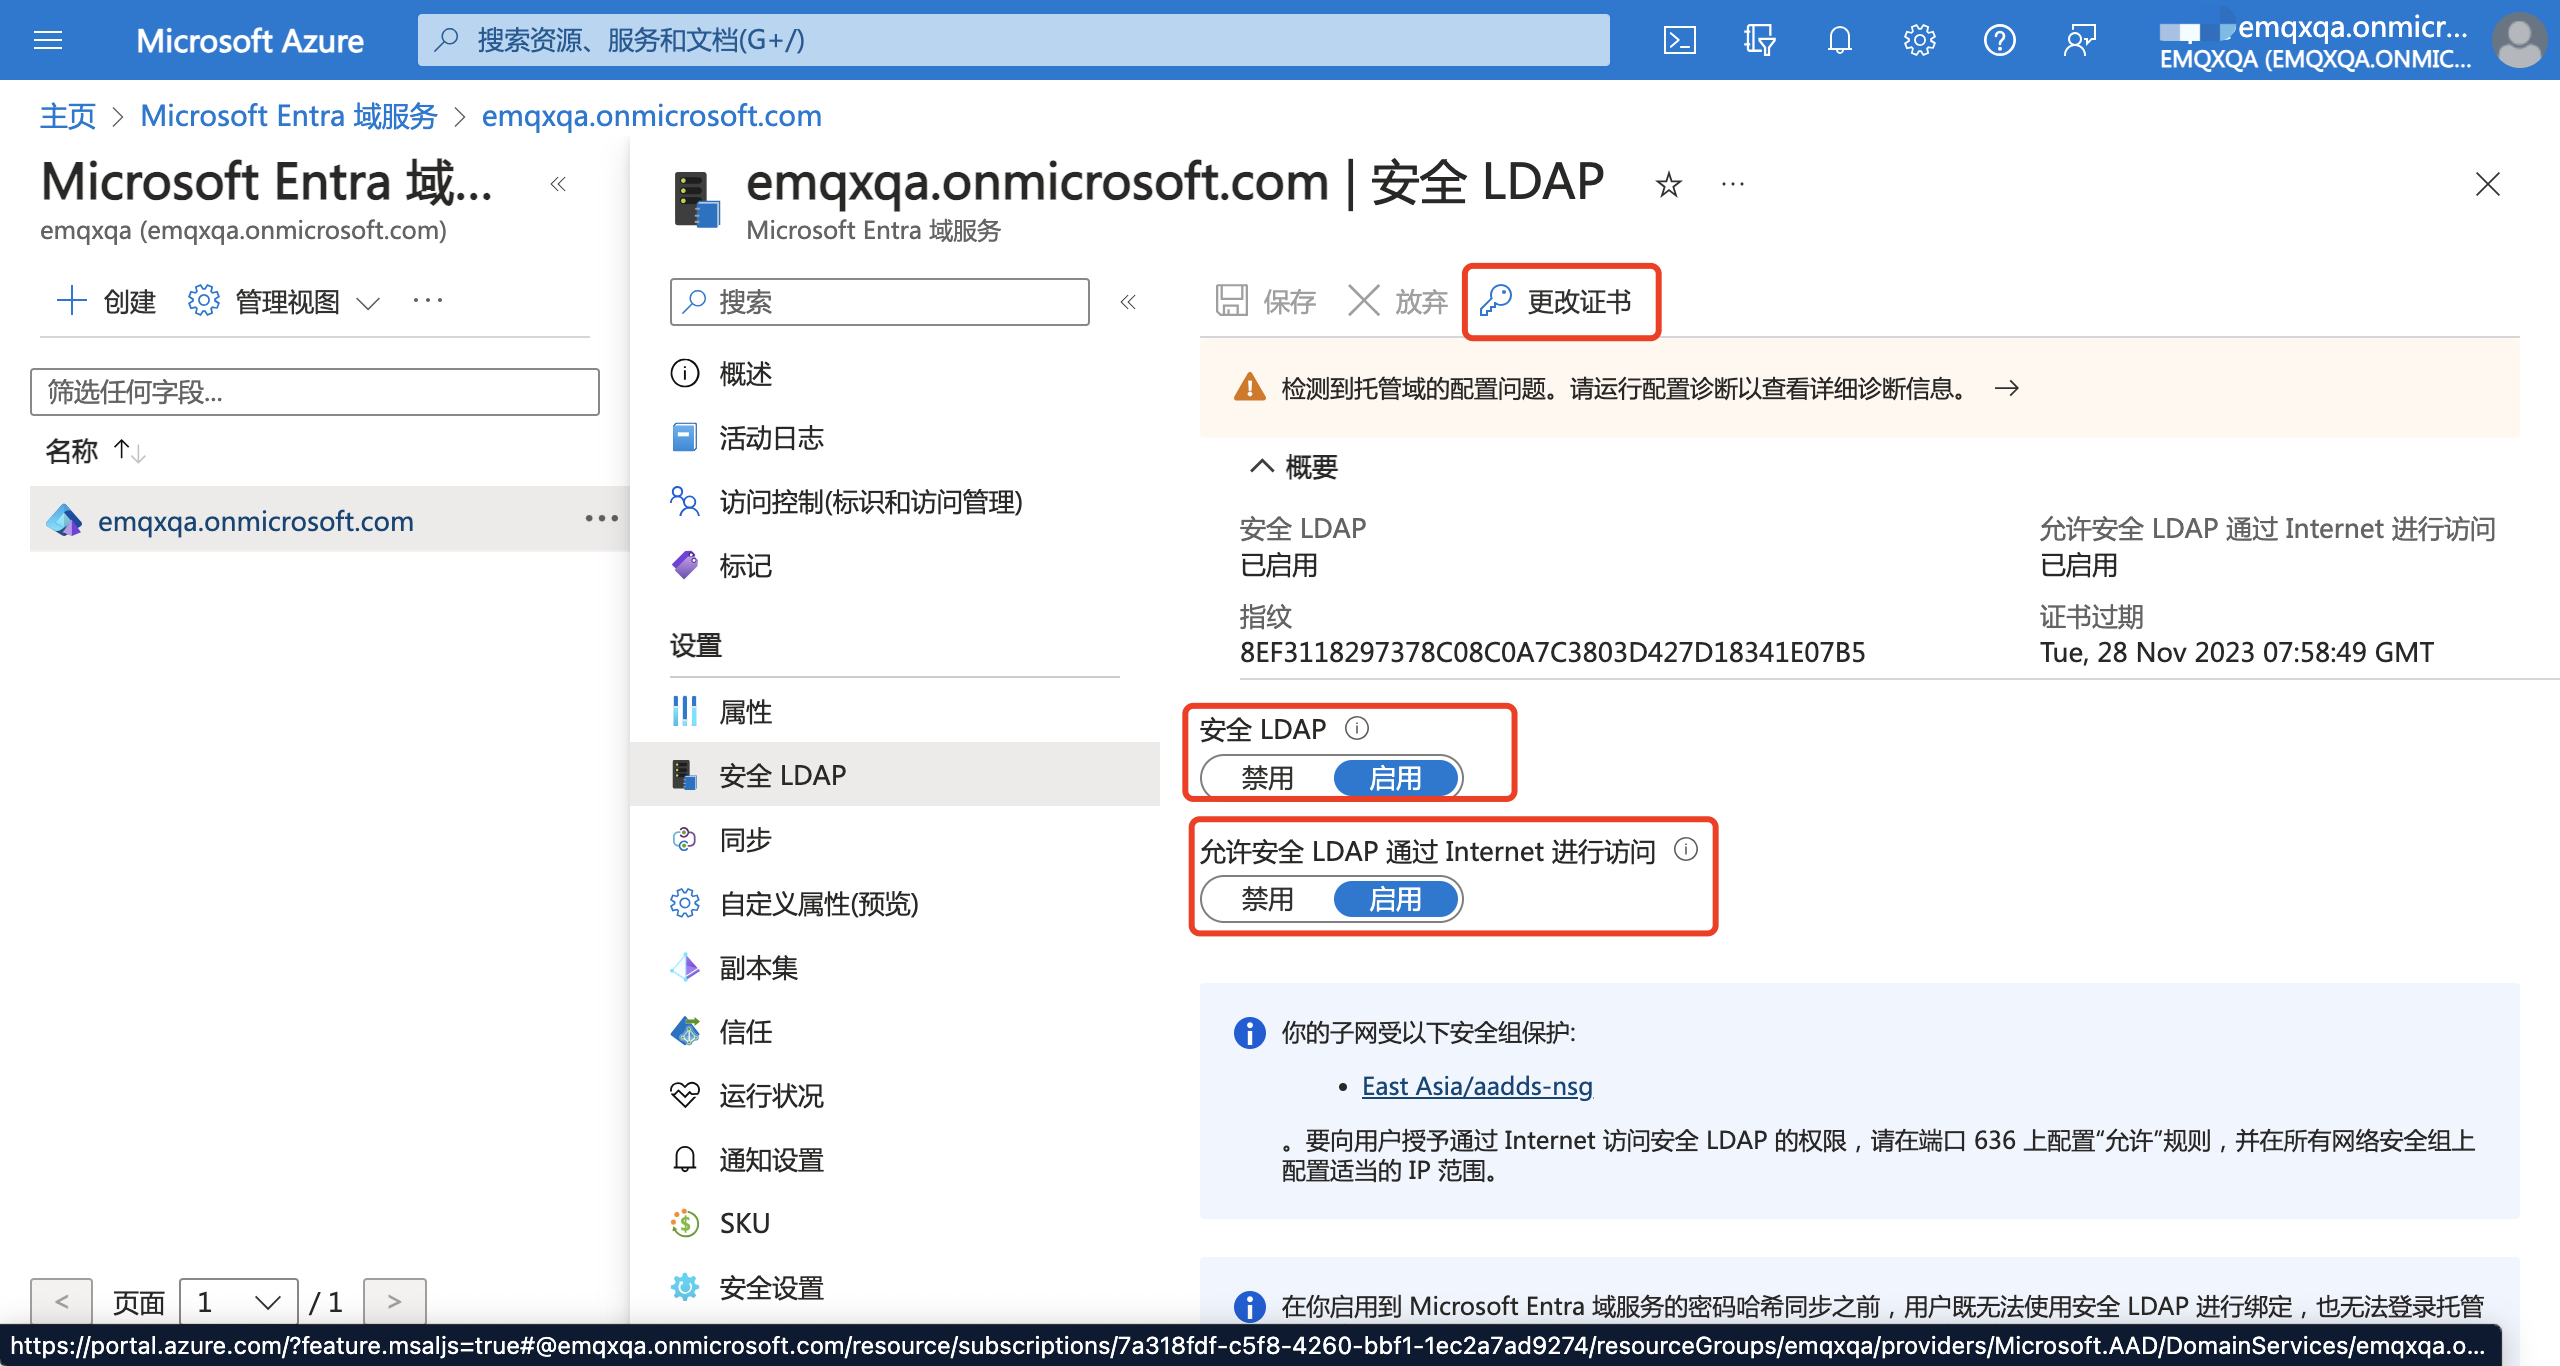 Microsoft Azure
搜索资源、服务和文档(G+/)
emqxqa.onmicr...
EMQXQA (EMQXQA.ONMIC...
主页 > Microsoft Entra 域服务 > emqxqa.onmicrosoft.com
Microsoft Entra 域...
emqxqa (emqxqa.onmicrosoft.com)
创建
管理视图
筛选任何字段...
名称
emqxqa.onmicrosoft.com
< 页面 1 / 1 >
emqxqa.onmicrosoft.com | 安全 LDAP
Microsoft Entra 域服务
搜索
概述
活动日志
访问控制(标识和访问管理)
标记
设置
属性
安全 LDAP
同步
自定义属性(预览)
副本集
信任
运行状况
通知设置
SKU
安全设置
保存 放弃 更改证书
检测到托管域的配置问题。请运行配置诊断以查看详细诊断信息。 →
概要
安全 LDAP
已启用
允许安全 LDAP 通过 Internet 进行访问
已启用
指纹
8EF3118297378C08C0A7C3803D427D18341E07B5
证书过期
Tue, 28 Nov 2023 07:58:49 GMT
安全 LDAP
禁用 启用
允许安全 LDAP 通过 Internet 进行访问
禁用 启用
你的子网受以下安全组保护:
• East Asia/aadds-nsg
。要向用户授予通过 Internet 访问安全 LDAP 的权限，请在端口 636 上配置“允许”规则，并在所有网络安全组上
配置适当的 IP 范围。
在你启用到 Microsoft Entra 域服务的密码哈希同步之前，用户既无法使用安全 LDAP 进行绑定，也无法登录托管
https://portal.azure.com/?feature.msaljs=true#@emqxqa.onmicrosoft.com/resource/subscriptions/7a318fdf-c5f8-4260-bbf1-1ec2a7ad9274/resourceGroups/emqxqa/providers/Microsoft.AAD/DomainServices/emqxqa.o...